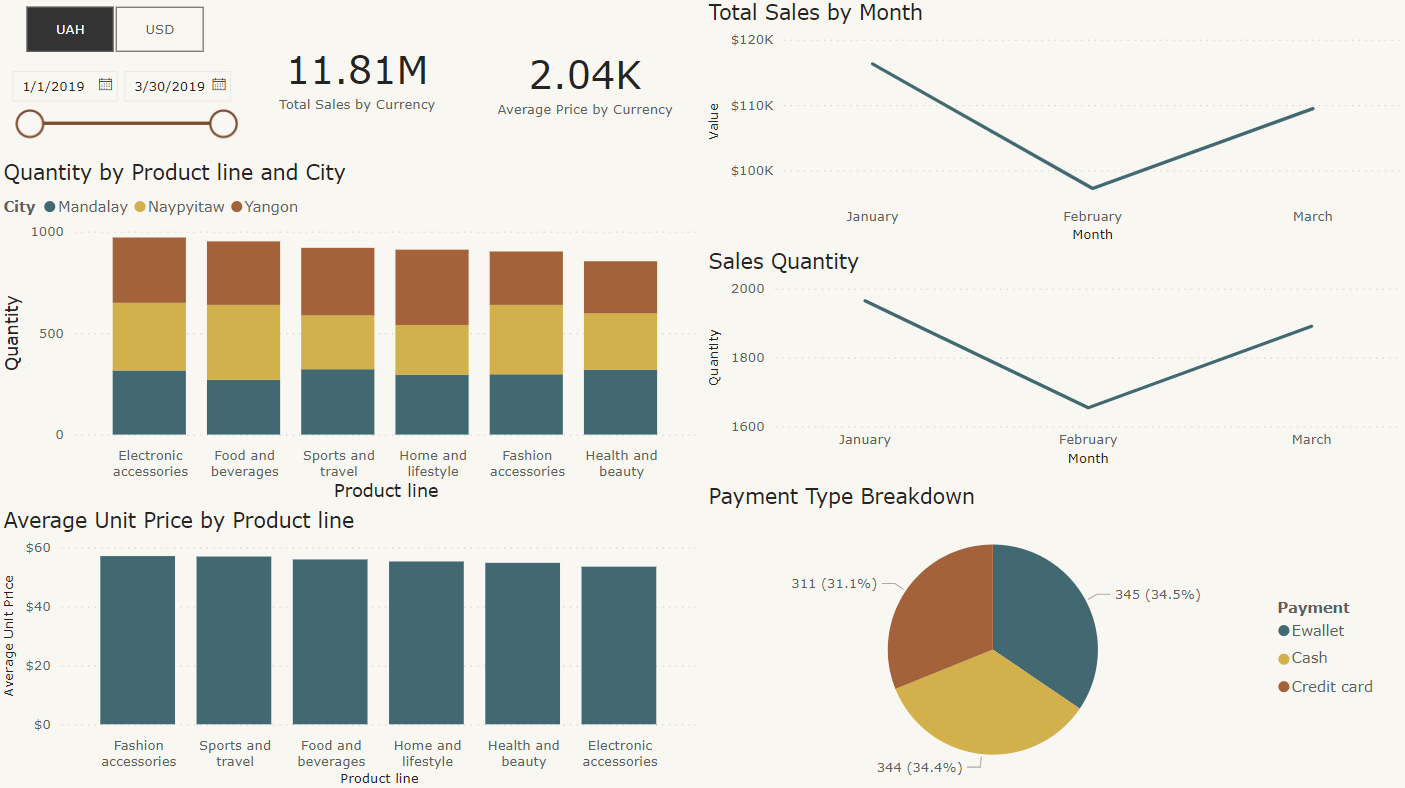 UAH
USD
1/1/2019
3/30/2019
11.81M
Total Sales by Currency
2.04K
Average Price by Currency
Quantity by Product line and City
City Mandalay Naypyitaw Yangon
1000
500
0
Quantity
Electronic
accessories
Food and
beverages
Sports and
travel
Home and
lifestyle
Fashion
accessories
Health and
beauty
Product line
Average Unit Price by Product line
$60
$40
$20
$0
Average Unit Price
Fashion
accessories
Sports and
travel
Food and
beverages
Home and
lifestyle
Health and
beauty
Electronic
accessories
Product line
Total Sales by Month
$120K
$110K
$100K
Value
January
February
March
Month
Sales Quantity
2000
1800
1600
Quantity
January
February
March
Month
Payment Type Breakdown
311 (31.1%)
345 (34.5%)
344 (34.4%)
Payment
Ewallet
Cash
Credit card